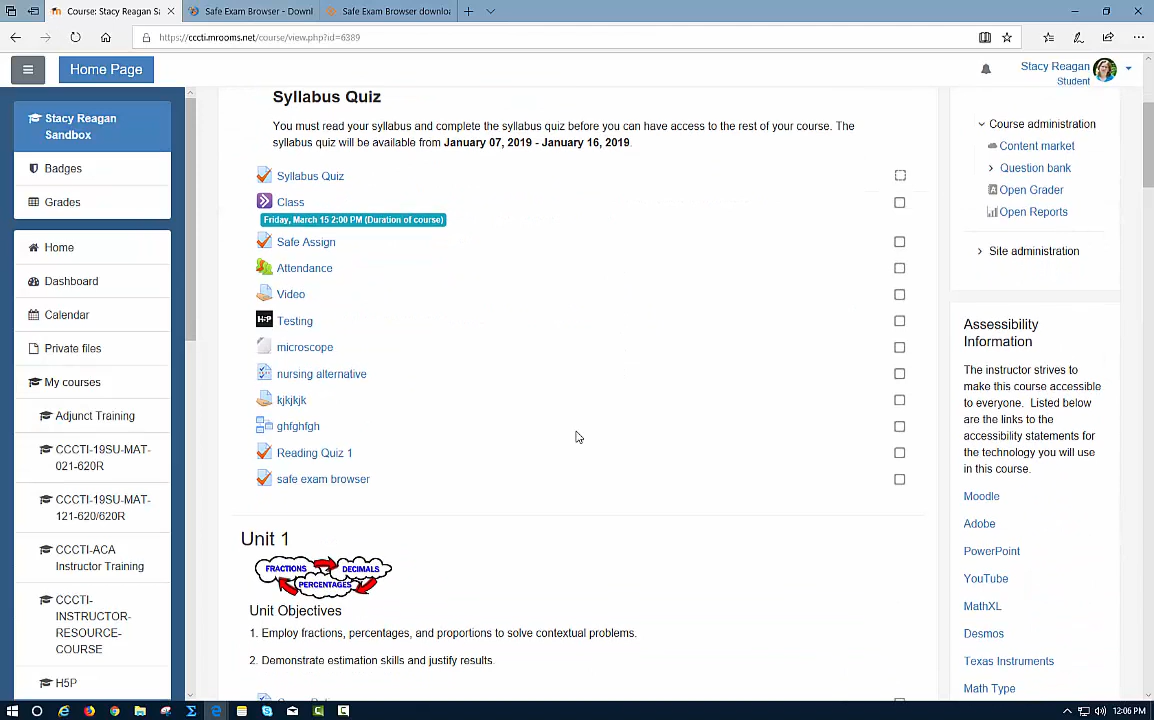 Course: Stacy Reagan Sa
Safe Exam Browser - Downl
Safe Exam Browser downloa
https://cccti.mrooms.net/course/view.php?id=6389
Home Page
Stacy Reagan
Student
Stacy Reagan
Sandbox
Badges
Grades
Home
Dashboard
Calendar
Private files
My courses
Adjunct Training
CCCTI-19SU-MAT-
021-620R
CCCTI-19SU-MAT-
121-620/620R
CCCTI-ACA
Instructor Training
CCCTI-
INSTRUCTOR-
RESOURCE-
COURSE
H5P
Syllabus Quiz
You must read your syllabus and complete the syllabus quiz before you can have access to the rest of your course. The
syllabus quiz will be available from January 07, 2019 - January 16, 2019.
Syllabus Quiz
Class
Friday, March 15 2:00 PM (Duration of course)
Safe Assign
Attendance
Video
H-P
Testing
microscope
nursing alternative
kjkjkjk
ghfghfgh
Reading Quiz 1
safe exam browser
Unit 1
FRACTIONS
DECIMALS
PERCENTAGES
Unit Objectives
1. Employ fractions, percentages, and proportions to solve contextual problems.
2. Demonstrate estimation skills and justify results.
Course administration
Content market
Question bank
Open Grader
Open Reports
Site administration
Assessibility
Information
The instructor strives to
make this course accessible
to everyone. Listed below
are the links to the
accessibility statements for
the technology you will use
in this course.
Moodle
Adobe
PowerPoint
YouTube
MathXL
Desmos
Texas Instruments
Math Type
12:06 PM